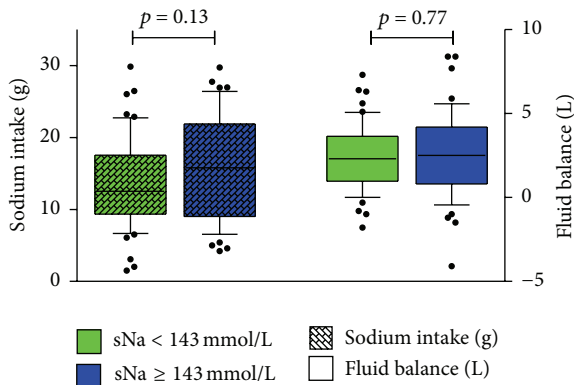 p = 0.13
p = 0.77
Sodium intake (g)
30
20
10
0
10
5
0
−5
Fluid balance (L)
sNa < 143 mmol/L
sNa ≥ 143 mmol/L
Sodium intake (g)
Fluid balance (L)